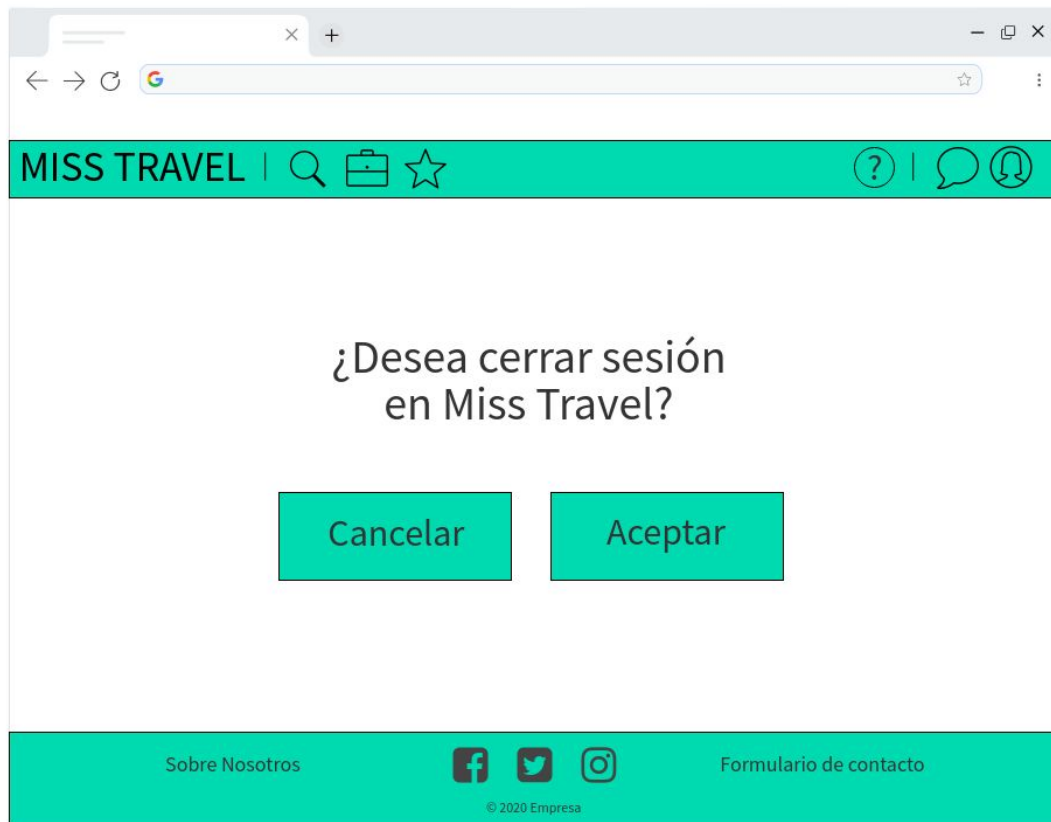 MISS TRAVEL
¿Desea cerrar sesión
en Miss Travel?
Cancelar
Aceptar
Sobre Nosotros
Formulario de contacto
© 2020 Empresa